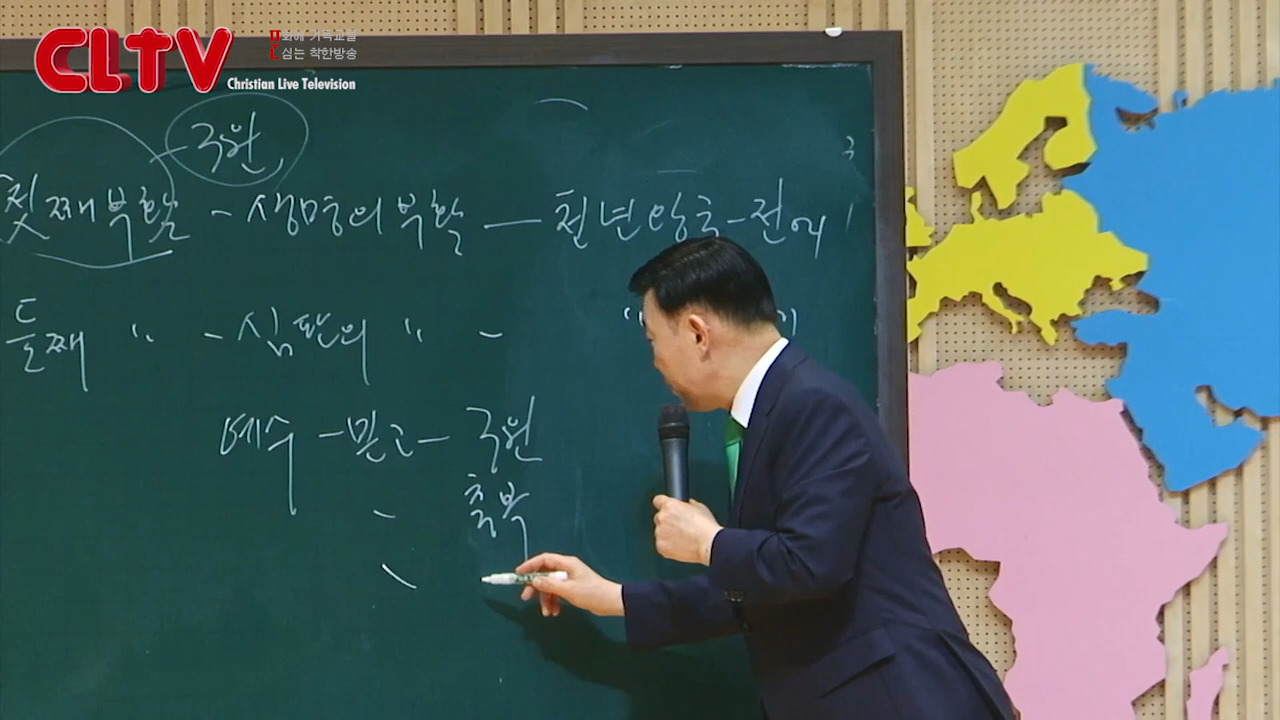 CLTV
문화에 기독교를
심는 착한방송
Christian Live Television
구원
첫째부활 - 생명의 부활 — 천년왕국-전에
둘째 〃 - 심판의 〃 - 〃
예수 - 믿고 - 구원
축복